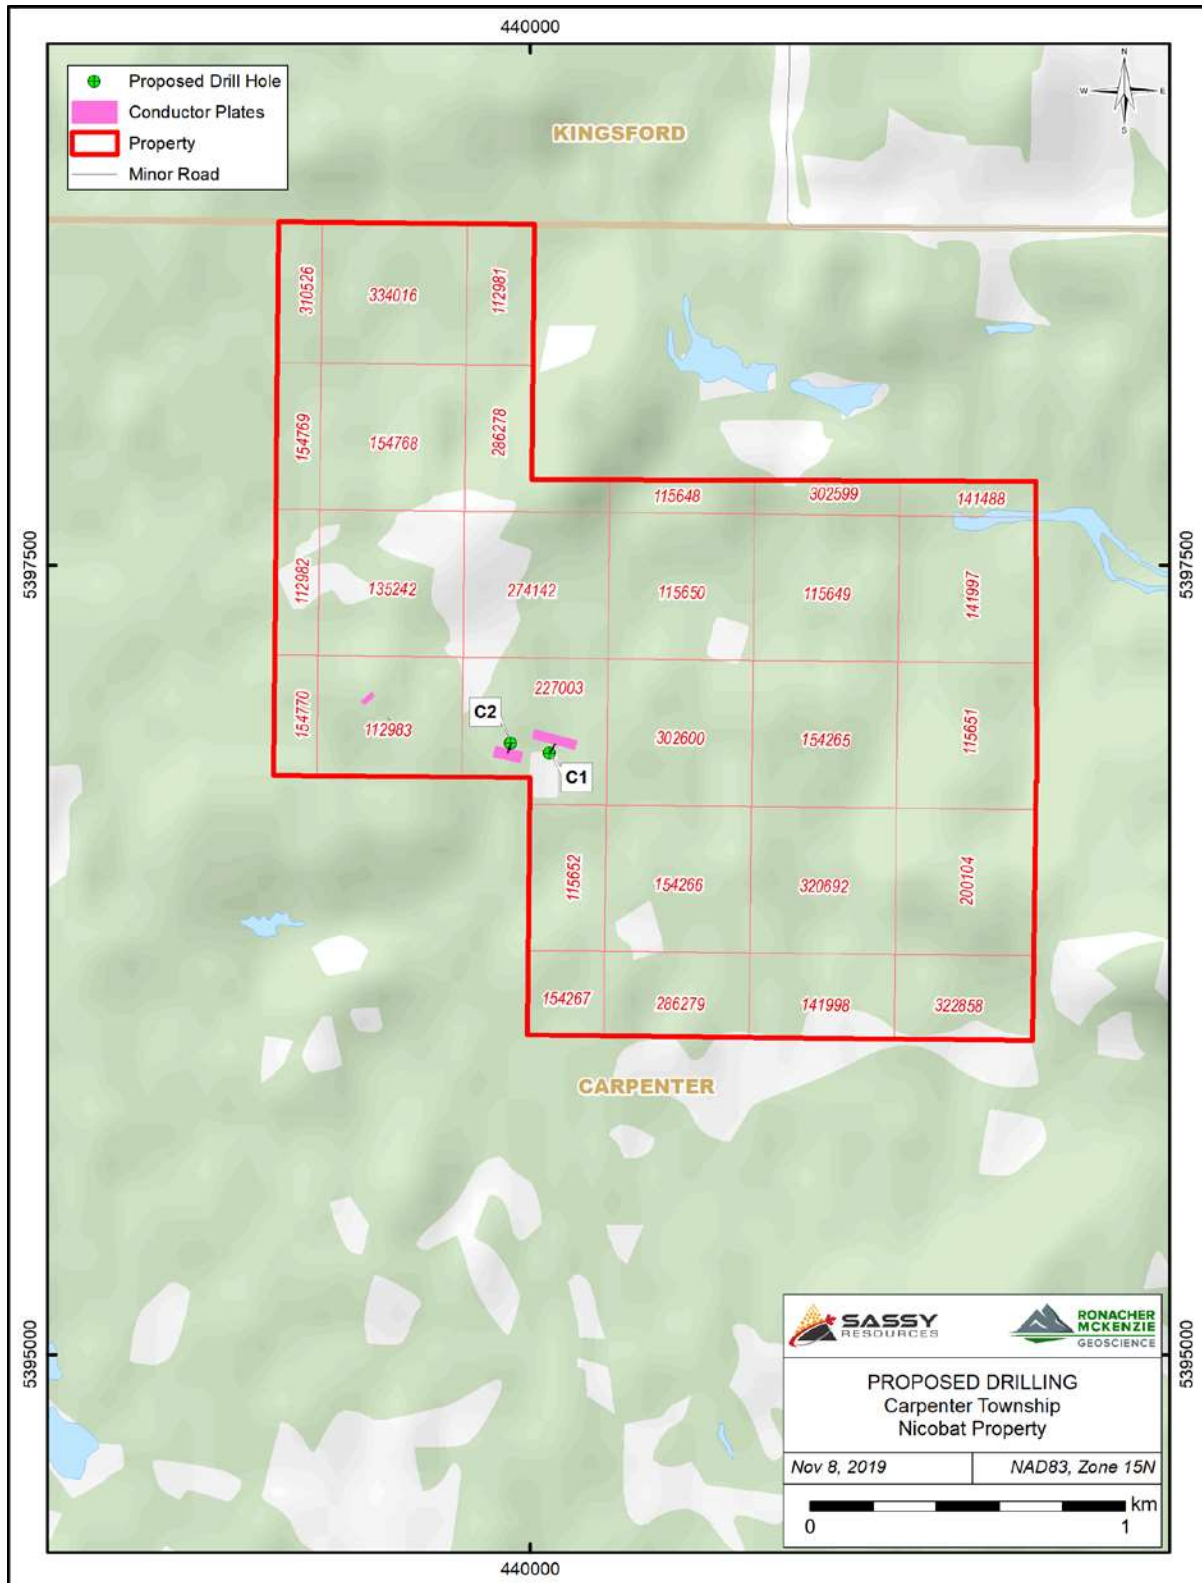 440000
Proposed Drill Hole
Conductor Plates
Property
Minor Road
N
W
E
S
KINGSFORD
310526
334016
112981
154769
154768
286278
115648
302599
141488
5397500
5397500
112982
135242
274142
115650
115649
141997
154770
112983
227003
302600
154265
115651
C2
C1
115652
154266
320692
200104
154267
286279
141998
322858
CARPENTER
5395000
5395000
SASSY
RESOURCES
RONACHER
MCKENZIE
GEOSCIENCE
PROPOSED DRILLING
Carpenter Township
Nicobat Property
Nov 8, 2019
NAD83, Zone 15N
km
0 1
440000